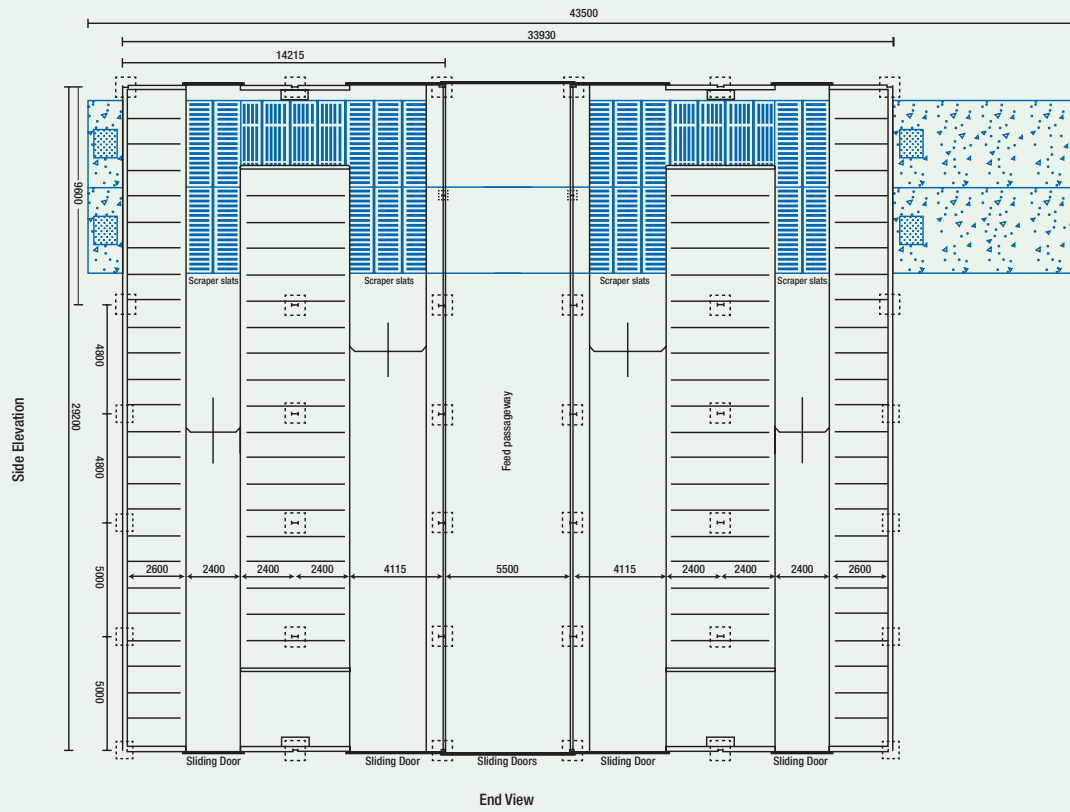 43500
33930
14215
9600
Scraper slats
Scraper slats
Scraper slats
Scraper slats
4800
29200
4800
Side Elevation
Feed passageway
2600
2400
2400
2400
4115
5500
4115
2400
2400
2400
2600
5000
5000
Sliding Door
Sliding Door
Sliding Doors
Sliding Door
Sliding Door
End View